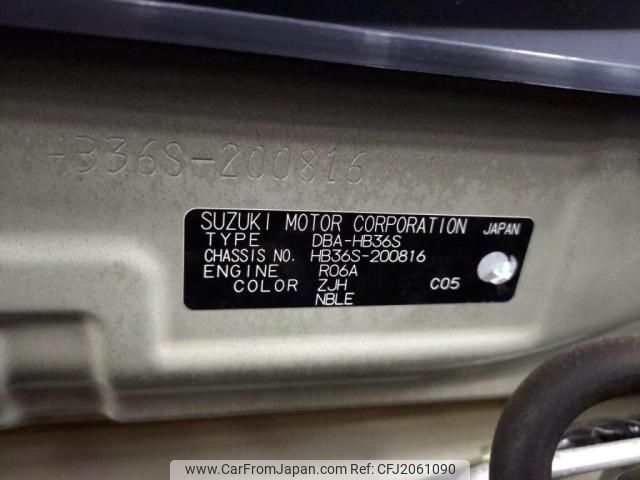 HB36S-200816
SUZUKI MOTOR CORPORATION JAPAN
TYPE DBA-HB36S
CHASSIS NO. HB36S-200816
ENGINE R06A
COLOR ZJH C05
NBLE
www.CarFromJapan.com | CFJ2061090